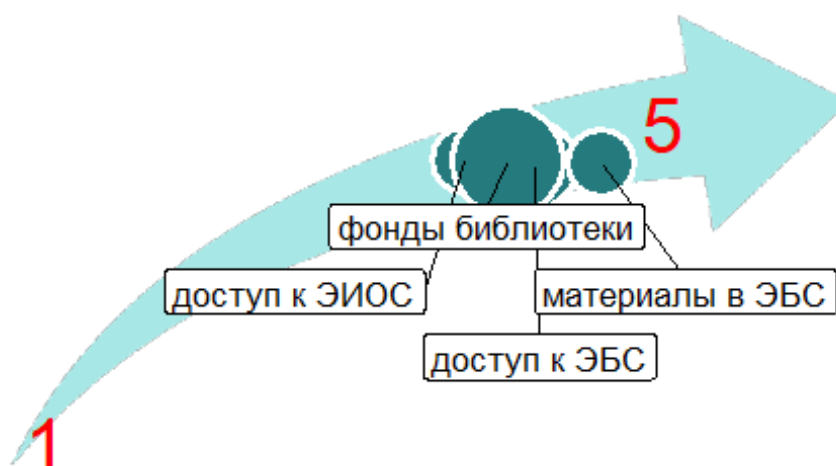 5
фонды библиотеки
доступ к ЭИОС
материалы в ЭБС
доступ к ЭБС
1